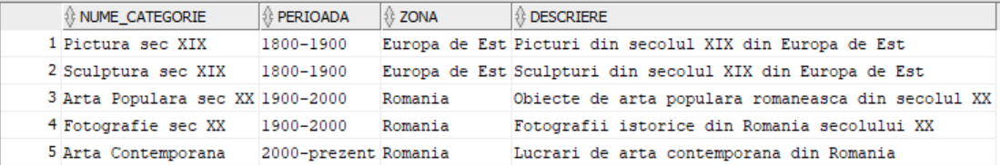 NUME_CATEGORIE PERIOADA ZONA DESCRIERE
1 Pictura sec XIX 1800-1900 Europa de Est Picturi din secolul XIX din Europa de Est
2 Sculptura sec XIX 1800-1900 Europa de Est Sculpturi din secolul XIX din Europa de Est
3 Arta Populara sec XX 1900-2000 Romania Obiecte de arta populara romaneasca din secolul XX
4 Fotografie sec XX 1900-2000 Romania Fotografii istorice din Romania secolului XX
5 Arta Contemporana 2000-prezent Romania Lucrari de arta contemporana din Romania